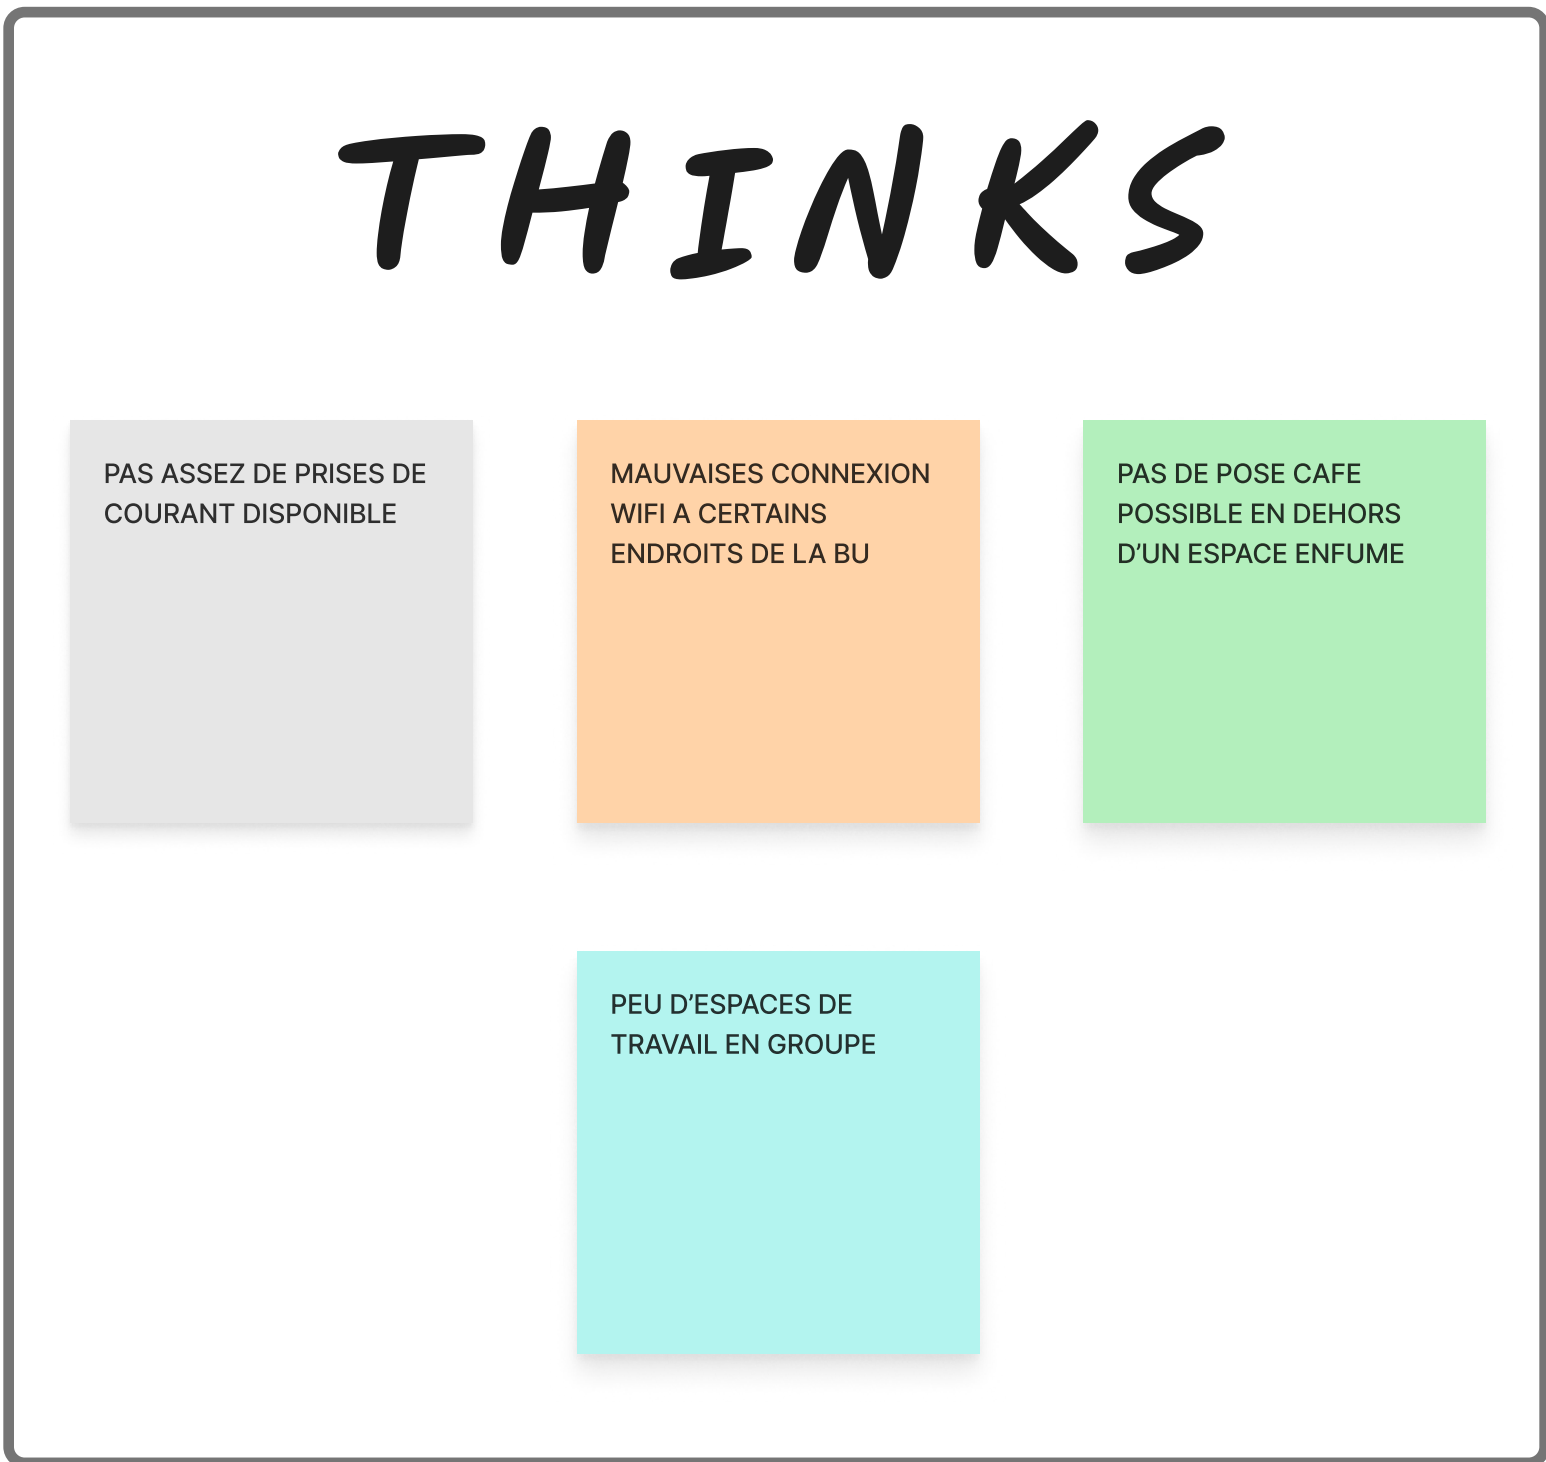 THINKS
PAS ASSEZ DE PRISES DE
COURANT DISPONIBLE
MAUVAISES CONNEXION
WIFI A CERTAINS
ENDROITS DE LA BU
PAS DE POSE CAFE
POSSIBLE EN DEHORS
D’UN ESPACE ENFUME
PEU D’ESPACES DE
TRAVAIL EN GROUPE